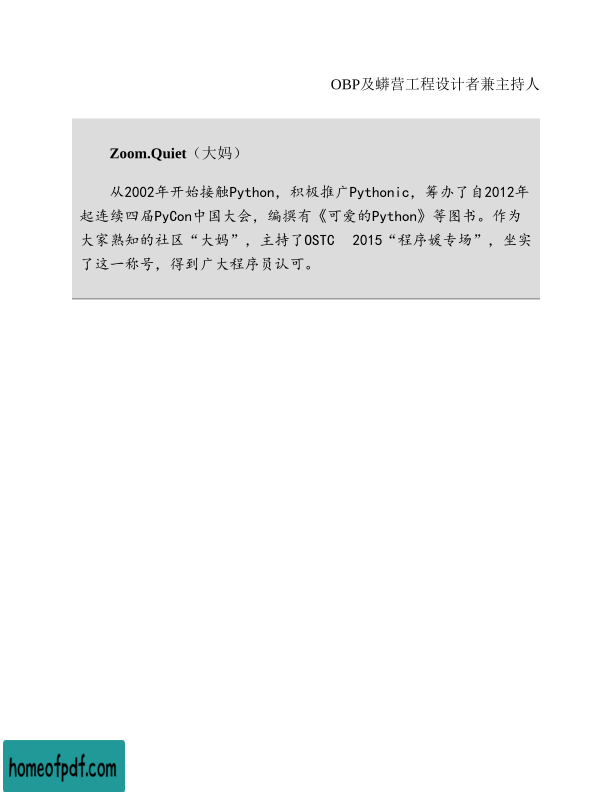 OBP及蟒营工程设计者兼主持人
Zoom.Quiet（大妈）
从2002年开始接触Python，积极推广Pythonic，筹办了自2012年
起连续四届PyCon中国大会，编撰有《可爱的Python》等图书。作为
大家熟知的社区“大妈”，主持了OSTC 2015“程序媛专场”，坐实
了这一称号，得到广大程序员认可。
homeofpdf.com